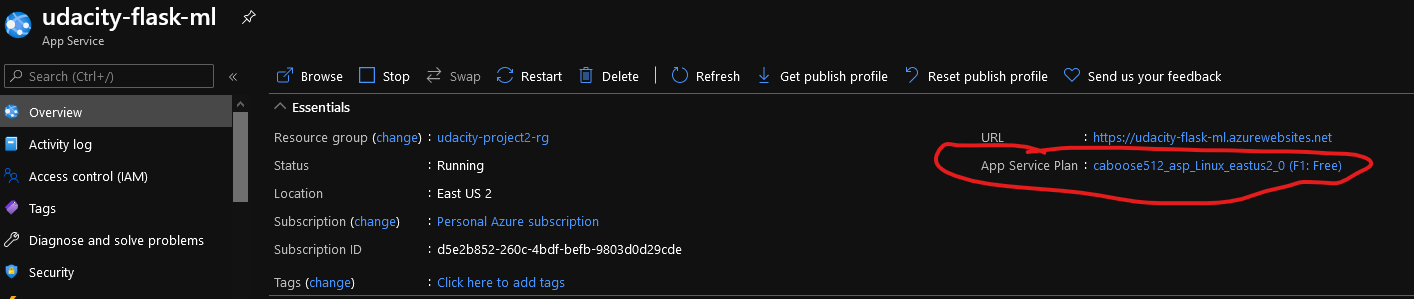 udacity-flask-ml
App Service
Search (Ctrl+/)
«
Browse Stop Swap Restart Delete Refresh Get publish profile Reset publish profile Send us your feedback
Overview
Activity log
Access control (IAM)
Tags
Diagnose and solve problems
Security
Essentials
Resource group (change) : udacity-project2-rg
Status : Running
Location : East US 2
Subscription (change) : Personal Azure subscription
Subscription ID : d5e2b852-260c-4bdf-befb-9803d0d29cde
Tags (change) : Click here to add tags
URL : https://udacity-flask-ml.azurewebsites.net
App Service Plan : caboose512_asp_Linux_eastus2_0 (F1: Free)